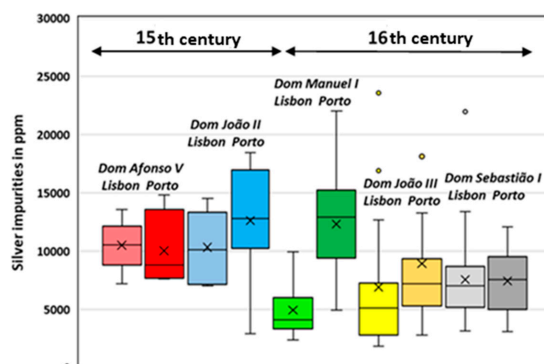 30000
15th century
16th century
25000
Dom Manuel I
Lisbon Porto
20000
Dom João II
Lisbon Porto
Dom Afonso V
Lisbon Porto
Dom João III
Lisbon Porto
Dom Sebastião I
Lisbon Porto
15000
10000
5000
Silver impurities in ppm